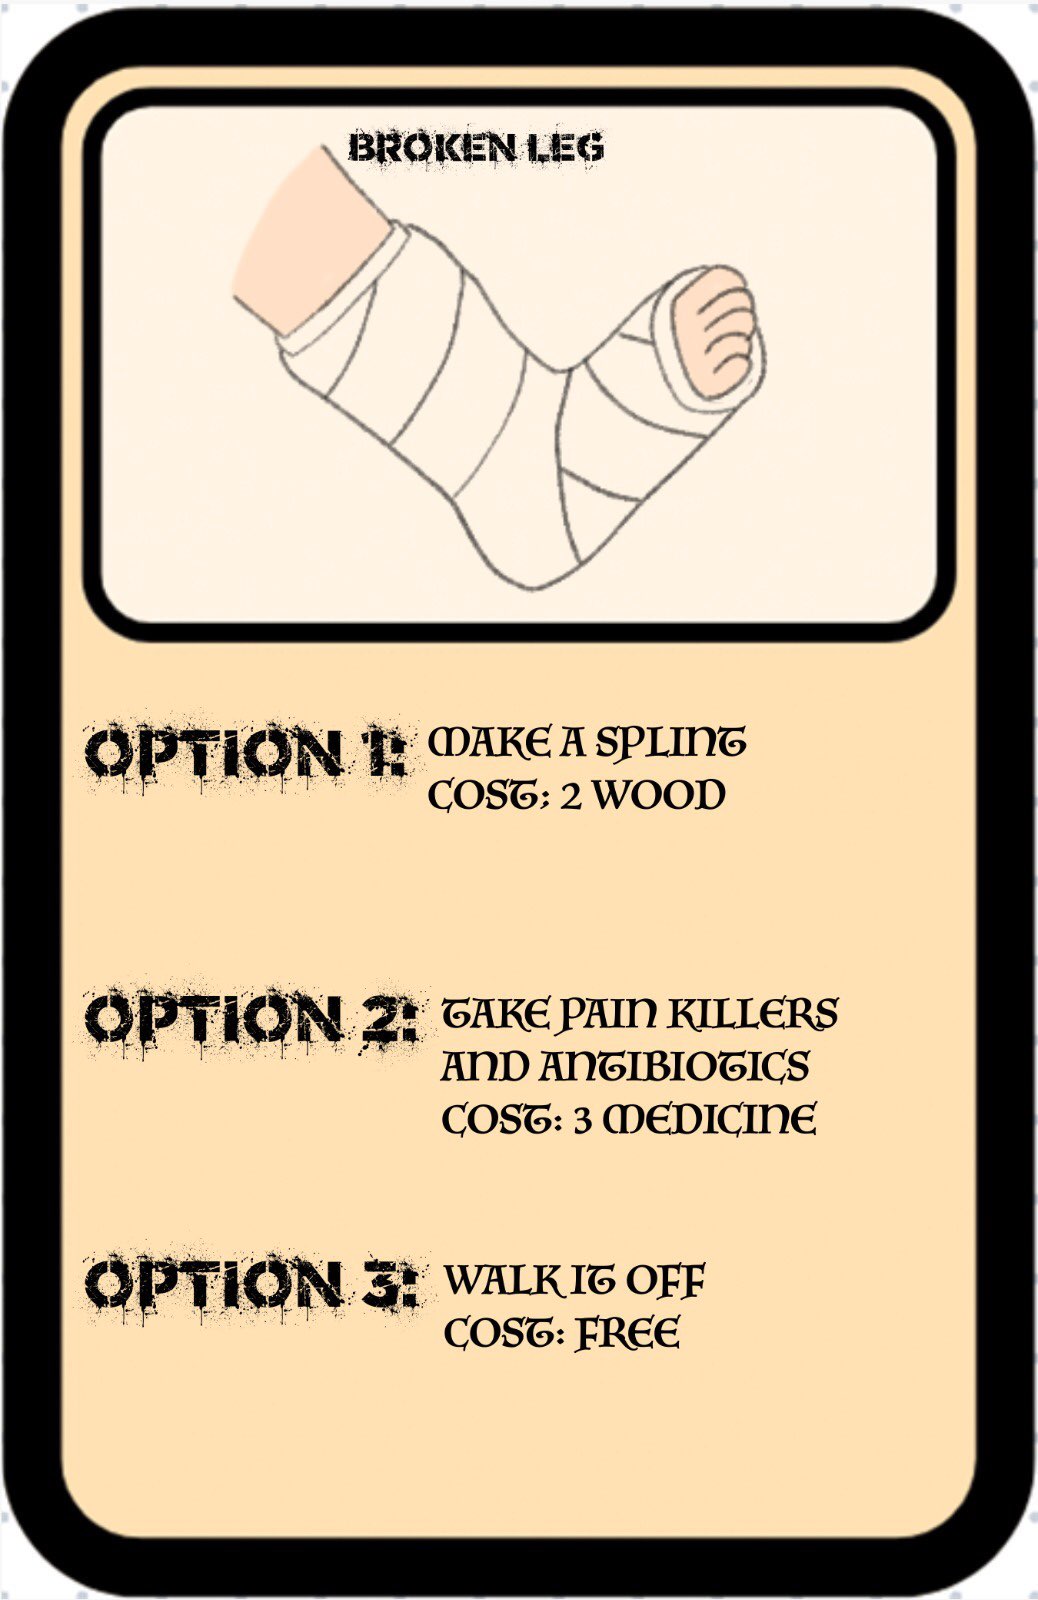 BROKEN LEG
OPTION 1: MAKE A SPLINT
COST; 2 WOOD
OPTION 2: TAKE PAIN KILLERS
AND ANTIBIOTICS
COST: 3 MEDICINE
OPTION 3: WALK IT OFF
COST: FREE